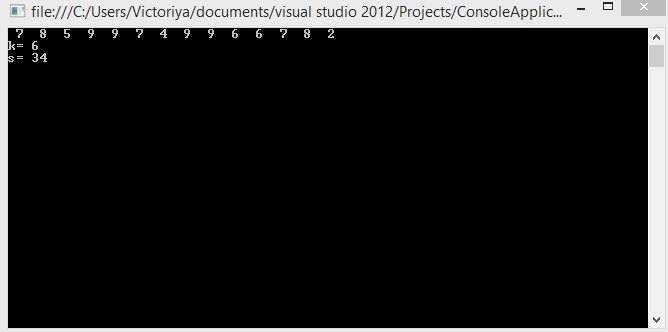 file:///C:/Users/Victoriya/documents/visual studio 2012/Projects/ConsoleApplic...
7 8 5 9 9 7 4 9 9 6 6 7 8 2
k= 6
s= 34